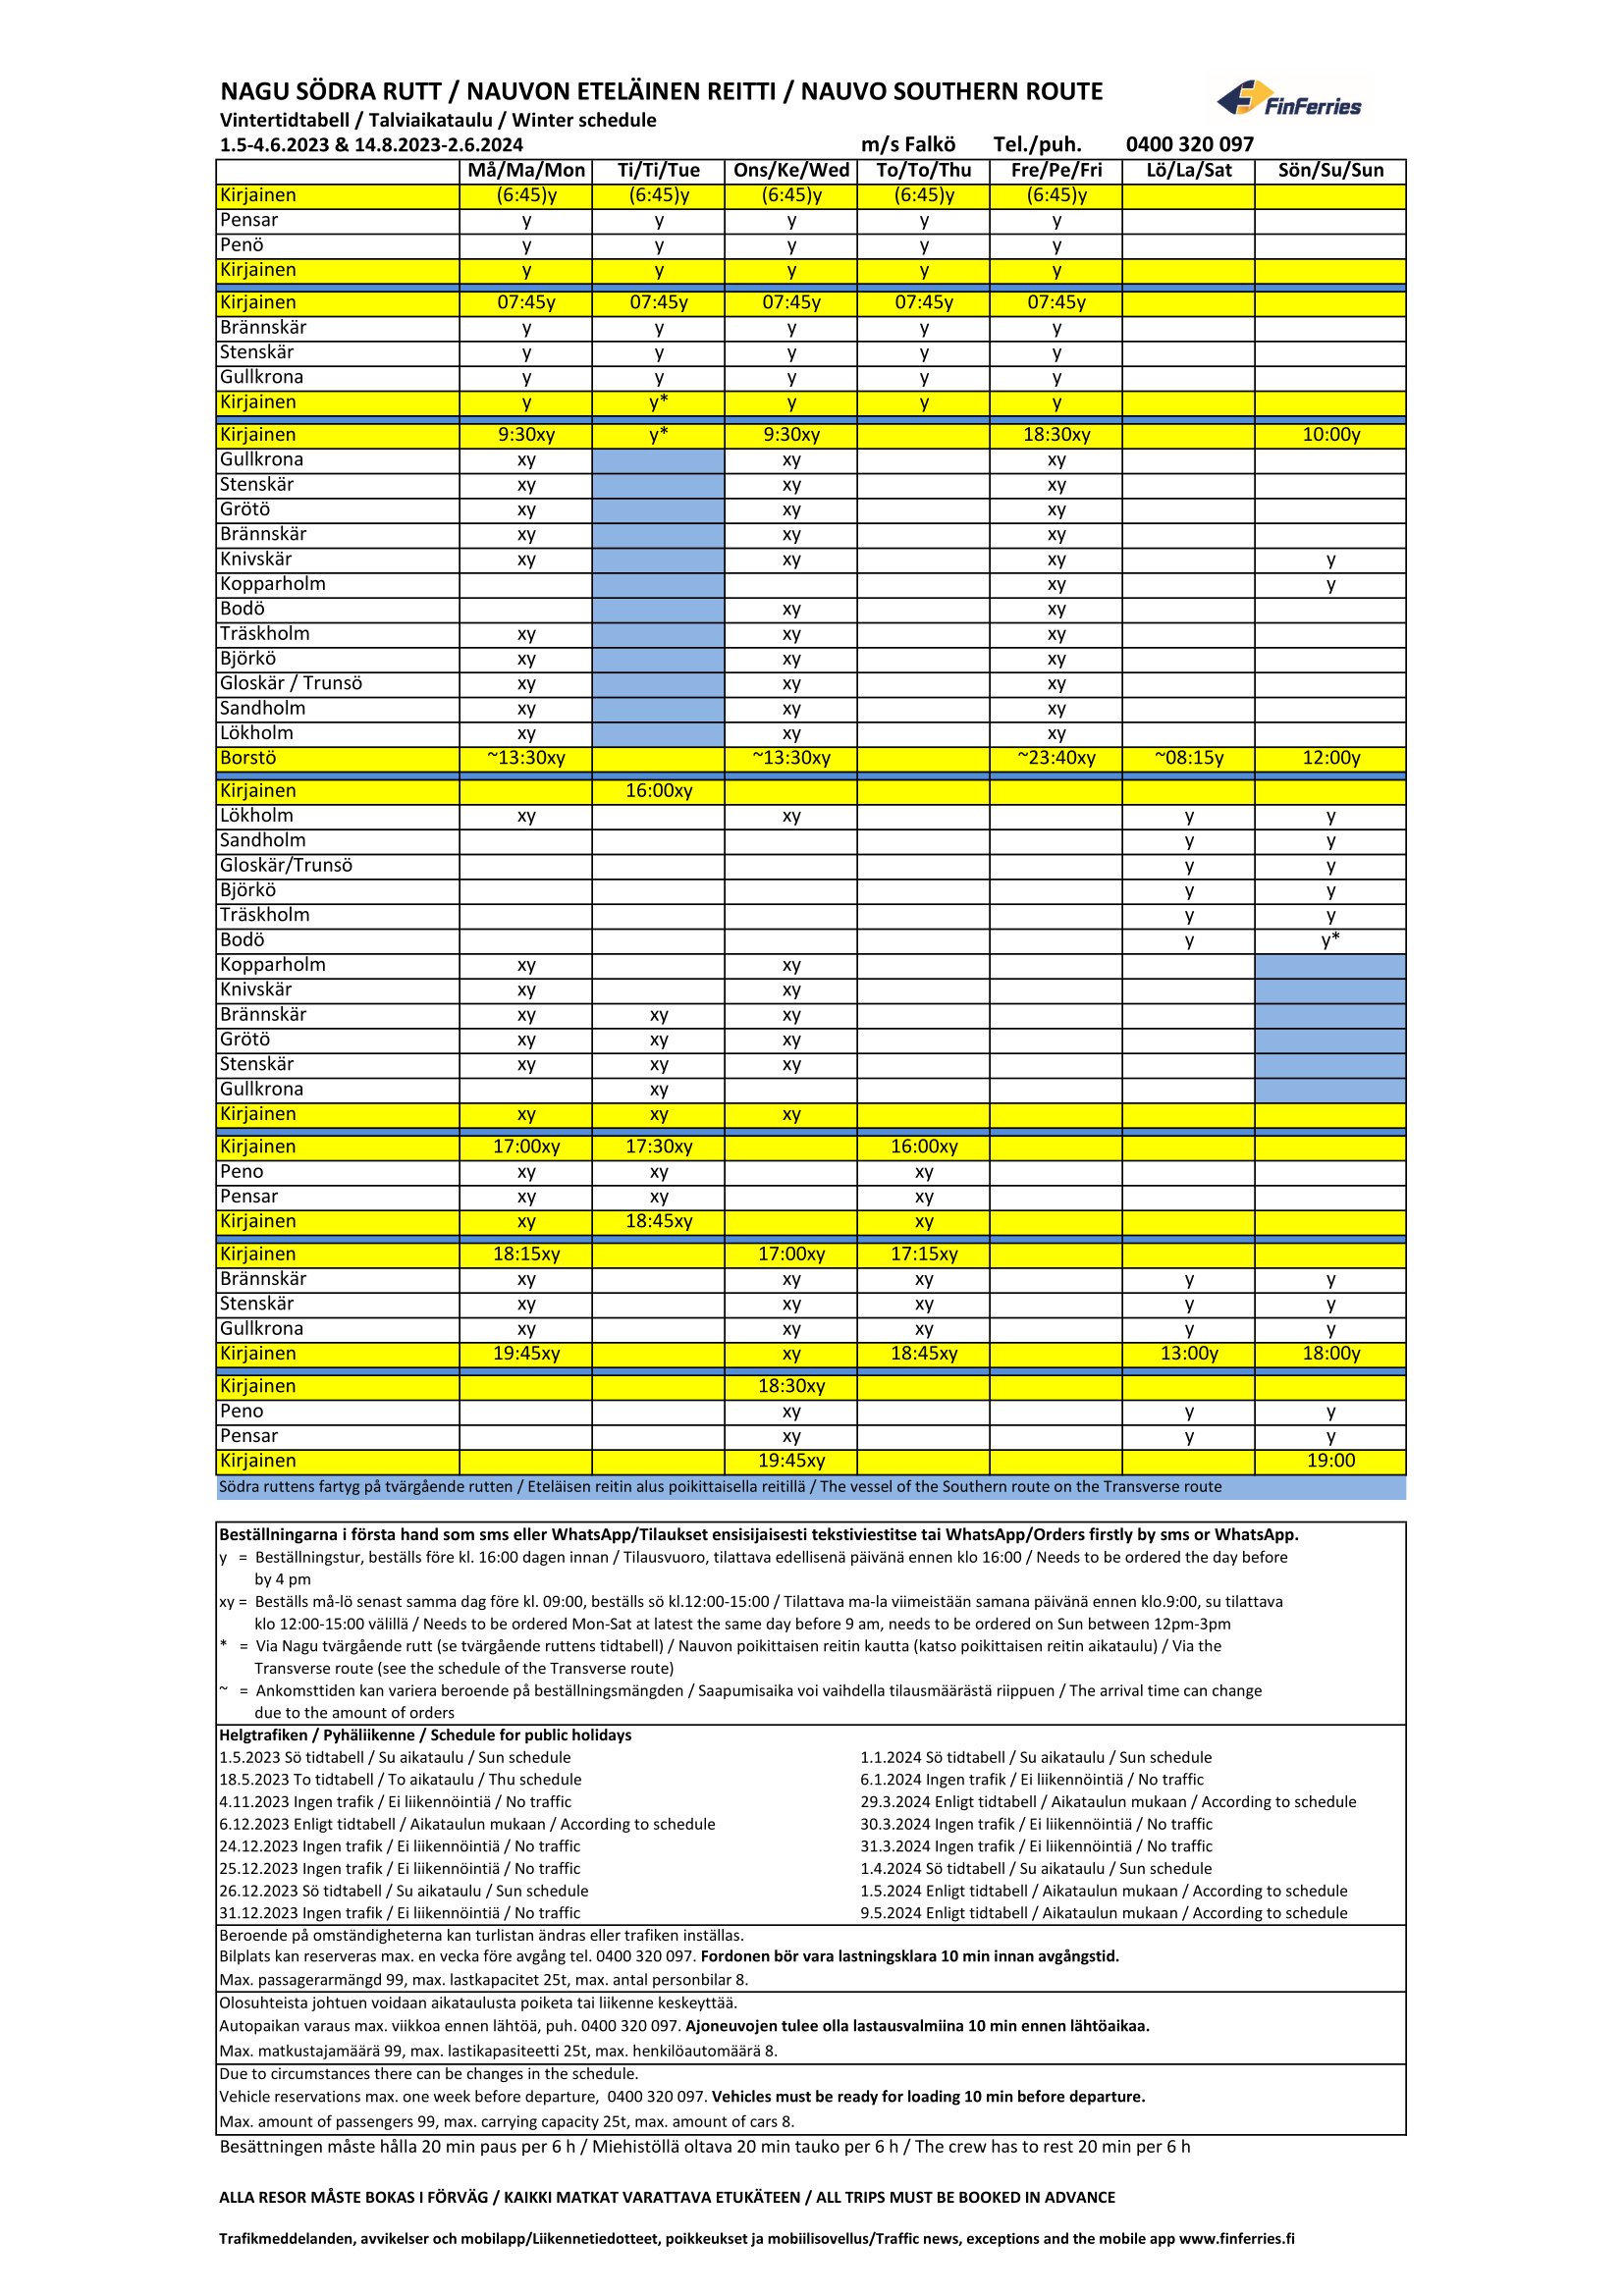 NAGU SÖDRA RUTT / NAUVON ETELÄINEN REITTI / NAUVO SOUTHERN ROUTE
FinFerries
Vintertidtabell / Talviaikataulu / Winter schedule
1.5-4.6.2023 & 14.8.2023-2.6.2024 m/s Falkö Tel./puh. 0400 320 097
Må/Ma/Mon Ti/Ti/Tue Ons/Ke/Wed To/To/Thu Fre/Pe/Fri Lö/La/Sat Sön/Su/Sun
Kirjainen (6:45)y (6:45)y (6:45)y (6:45)y (6:45)y
Pensar y y y y y
Penö y y y y y
Kirjainen y y y y y
Kirjainen 07:45y 07:45y 07:45y 07:45y 07:45y
Brännskär y y y y y
Stenskär y y y y y
Gullkrona y y y y y
Kirjainen y y* y y y
Kirjainen 9:30xy y* 9:30xy 18:30xy 10:00y
Gullkrona xy xy xy
Stenskär xy xy xy
Grötö xy xy xy
Brännskär xy xy xy
Knivskär xy xy xy y
Kopparholm xy y
Bodö xy xy
Träskholm xy xy xy
Björkö xy xy xy
Gloskär / Trunsö xy xy xy
Sandholm xy xy xy
Lökholm xy xy xy
Borstö ~13:30xy ~13:30xy ~23:40xy ~08:15y 12:00y
Kirjainen 16:00xy
Lökholm xy xy y y
Sandholm y y
Gloskär/Trunsö y y
Björkö y y
Träskholm y y
Bodö y y*
Kopparholm xy xy
Knivskär xy xy
Brännskär xy xy xy
Grötö xy xy xy
Stenskär xy xy xy
Gullkrona xy
Kirjainen xy xy xy
Kirjainen 17:00xy 17:30xy 16:00xy
Peno xy xy xy
Pensar xy xy xy
Kirjainen xy 18:45xy xy
Kirjainen 18:15xy 17:00xy 17:15xy
Brännskär xy xy xy y y
Stenskär xy xy xy y y
Gullkrona xy xy xy y y
Kirjainen 19:45xy xy 18:45xy 13:00y 18:00y
Kirjainen 18:30xy
Peno xy y y
Pensar xy y y
Kirjainen 19:45xy 19:00
Södra ruttens fartyg på tvärgående rutten / Eteläisen reitin alus poikittaisella reitillä / The vessel of the Southern route on the Transverse route
Beställningarna i första hand som sms eller WhatsApp/Tilaukset ensisijaisesti tekstiviestitse tai WhatsApp/Orders firstly by sms or WhatsApp.
y = Beställningstur, beställs före kl. 16:00 dagen innan / Tilausvuoro, tilattava edellisenä päivänä ennen klo 16:00 / Needs to be ordered the day before
by 4 pm
xy = Beställs må-lö senast samma dag före kl. 09:00, beställs sö kl.12:00-15:00 / Tilattava ma-la viimeistään samana päivänä ennen klo.9:00, su tilattava
klo 12:00-15:00 välillä / Needs to be ordered Mon-Sat at latest the same day before 9 am, needs to be ordered on Sun between 12pm-3pm
* = Via Nagu tvärgående rutt (se tvärgående ruttens tidtabell) / Nauvon poikittaisen reitin kautta (katso poikittaisen reitin aikataulu) / Via the
Transverse route (see the schedule of the Transverse route)
~ = Ankomsttiden kan variera beroende på beställningsmängden / Saapumisaika voi vaihdella tilausmäärästä riippuen / The arrival time can change
due to the amount of orders
Helgtrafiken / Pyhäliikenne / Schedule for public holidays
1.5.2023 Sö tidtabell / Su aikataulu / Sun schedule 1.1.2024 Sö tidtabell / Su aikataulu / Sun schedule
18.5.2023 To tidtabell / To aikataulu / Thu schedule 6.1.2024 Ingen trafik / Ei liikennöintiä / No traffic
4.11.2023 Ingen trafik / Ei liikennöintiä / No traffic 29.3.2024 Enligt tidtabell / Aikataulun mukaan / According to schedule
6.12.2023 Enligt tidtabell / Aikataulun mukaan / According to schedule 30.3.2024 Ingen trafik / Ei liikennöintiä / No traffic
24.12.2023 Ingen trafik / Ei liikennöintiä / No traffic 31.3.2024 Ingen trafik / Ei liikennöintiä / No traffic
25.12.2023 Ingen trafik / Ei liikennöintiä / No traffic 1.4.2024 Sö tidtabell / Su aikataulu / Sun schedule
26.12.2023 Sö tidtabell / Su aikataulu / Sun schedule 1.5.2024 Enligt tidtabell / Aikataulun mukaan / According to schedule
31.12.2023 Ingen trafik / Ei liikennöintiä / No traffic 9.5.2024 Enligt tidtabell / Aikataulun mukaan / According to schedule
Beroende på omständigheterna kan turlistan ändras eller trafiken inställas.
Bilplats kan reserveras max. en vecka före avgång tel. 0400 320 097. Fordonen bör vara lastningsklara 10 min innan avgångstid.
Max. passagerarmängd 99, max. lastkapacitet 25t, max. antal personbilar 8.
Olosuhteista johtuen voidaan aikataulusta poiketa tai liikenne keskeyttää.
Autopaikan varaus max. viikkoa ennen lähtöä, puh. 0400 320 097. Ajoneuvojen tulee olla lastausvalmiina 10 min ennen lähtöaikaa.
Max. matkustajamäärä 99, max. lastikapasiteetti 25t, max. henkilöautomäärä 8.
Due to circumstances there can be changes in the schedule.
Vehicle reservations max. one week before departure, 0400 320 097. Vehicles must be ready for loading 10 min before departure.
Max. amount of passengers 99, max. carrying capacity 25t, max. amount of cars 8.
Besättningen måste hålla 20 min paus per 6 h / Miehistöllä oltava 20 min tauko per 6 h / The crew has to rest 20 min per 6 h
ALLA RESOR MÅSTE BOKAS I FÖRVÄG / KAIKKI MATKAT VARATTAVA ETUKÄTEEN / ALL TRIPS MUST BE BOOKED IN ADVANCE
Trafikmeddelanden, avvikelser och mobilapp/Liikennetiedotteet, poikkeukset ja mobiilisovellus/Traffic news, exceptions and the mobile app www.finferries.fi